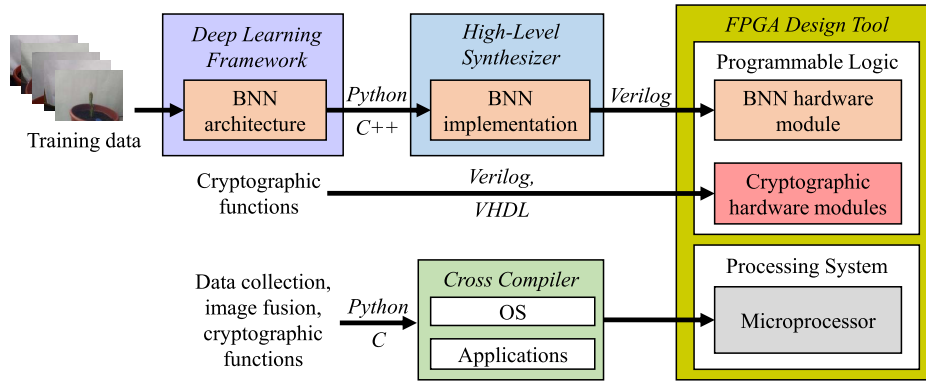 Deep Learning
Framework
High-Level
Synthesizer
FPGA Design Tool
Programmable Logic
Training data
BNN
architecture
Python
C++
BNN
implementation
Verilog
BNN hardware
module
Cryptographic
functions
Verilog,
VHDL
Cryptographic
hardware modules
Data collection,
image fusion,
cryptographic
functions
Python
C
Cross Compiler
OS
Applications
Processing System
Microprocessor